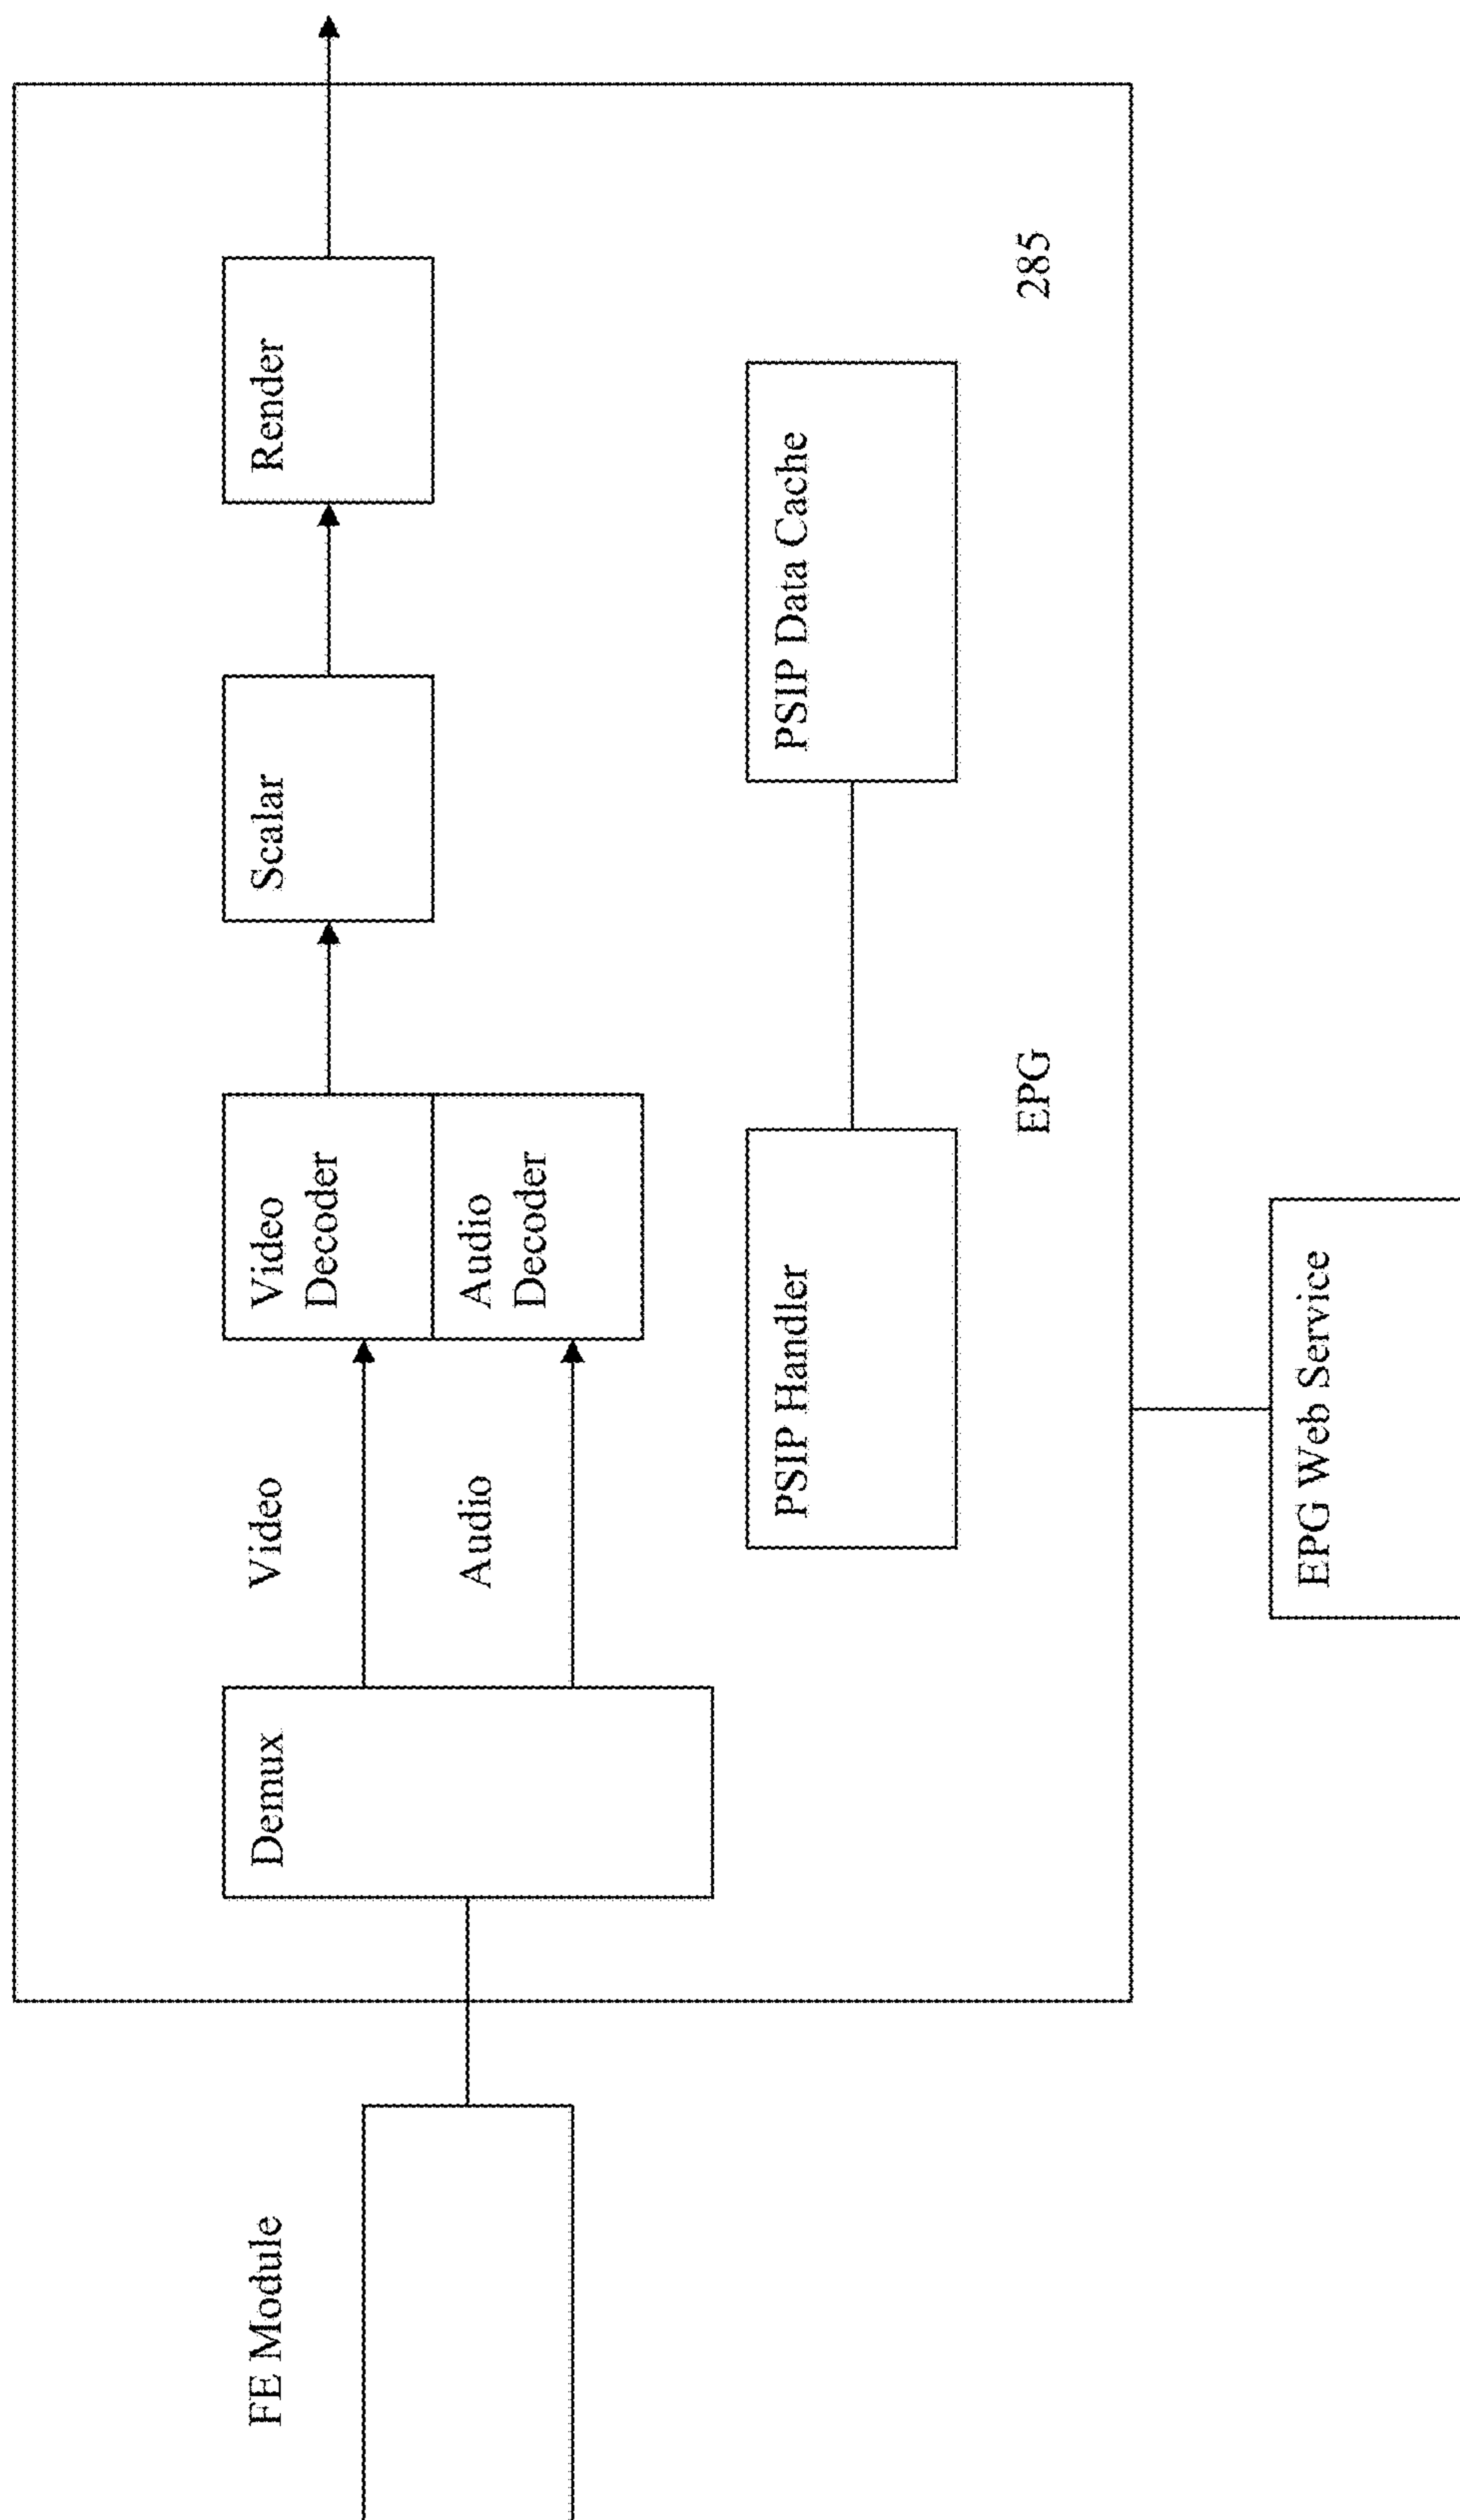 FE Module
Demux
Video
Audio
Video
Decoder
Audio
Decoder
Scalar
Render
PSIP Handler
PSIP Data Cache
EPG
285
EPG Web Service